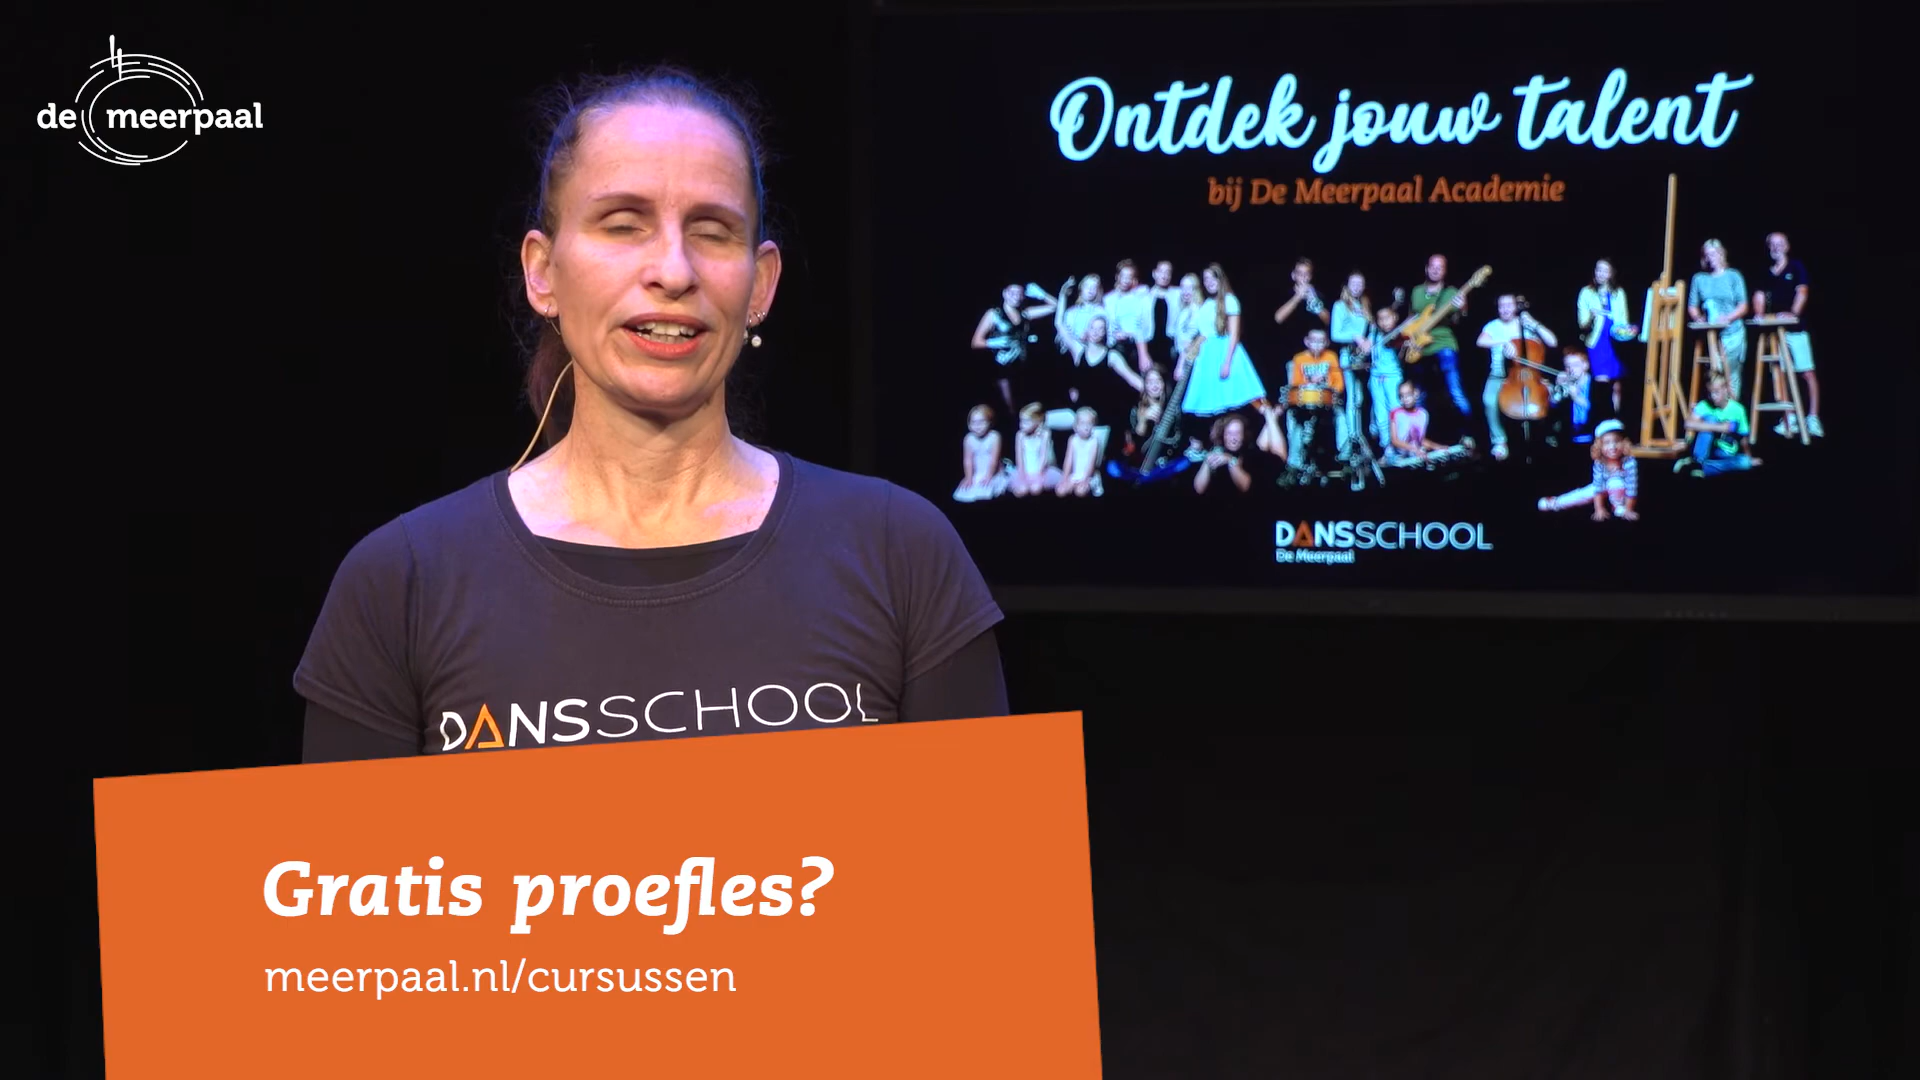 de meerpaal
Ontdek jouw talent
bij De Meerpaal Academie
DANSSCHOOL
De Meerpaal
DANSSCHOOL
Gratis proefles?
meerpaal.nl/cursussen